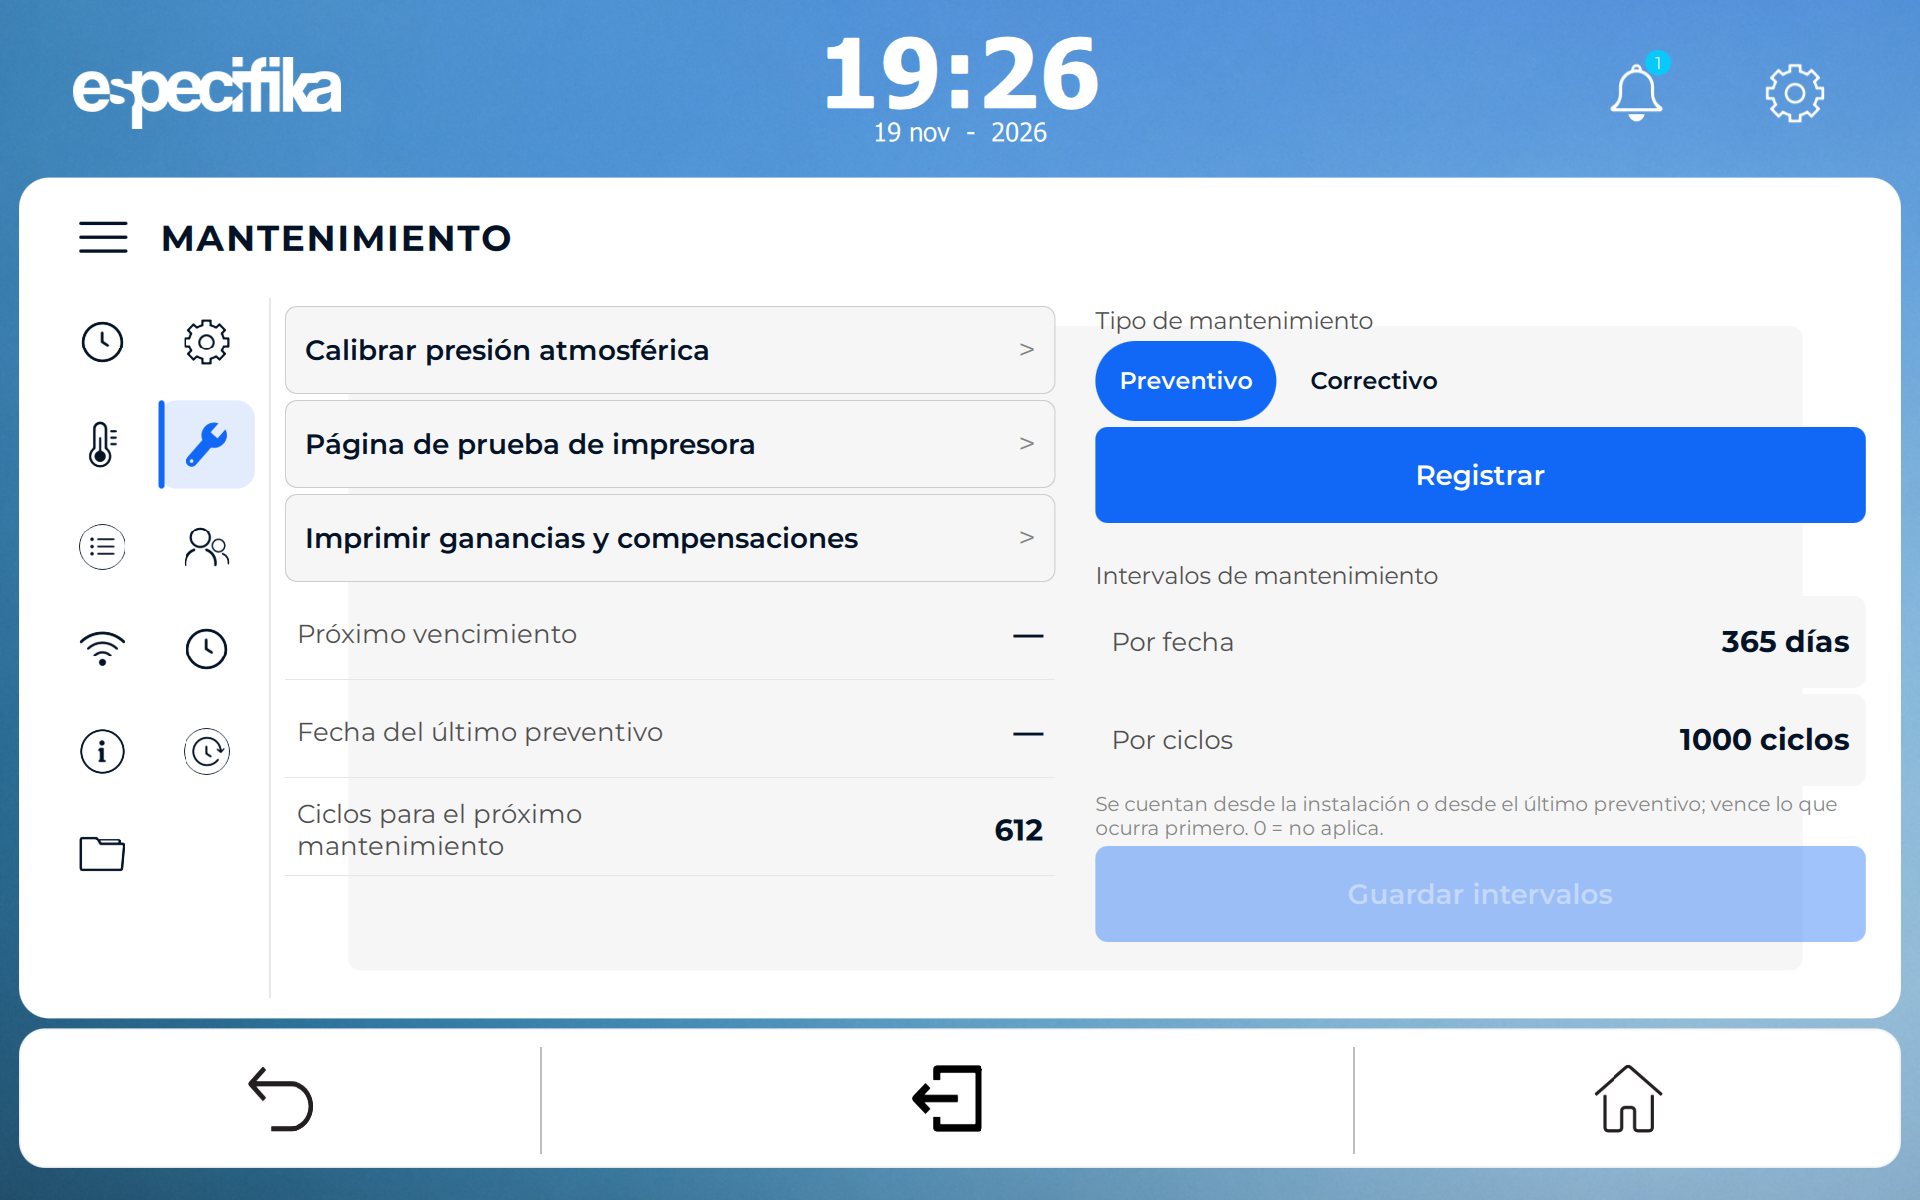 especifika
19:26
19 nov - 2026
1
MANTENIMIENTO
Calibrar presión atmosférica >
Página de prueba de impresora >
Imprimir ganancias y compensaciones >
Próximo vencimiento —
Fecha del último preventivo —
Ciclos para el próximo
mantenimiento
612
Tipo de mantenimiento
Preventivo Correctivo
Registrar
Intervalos de mantenimiento
Por fecha 365 días
Por ciclos 1000 ciclos
Se cuentan desde la instalación o desde el último preventivo; vence lo que
ocurra primero. 0 = no aplica.
Guardar intervalos